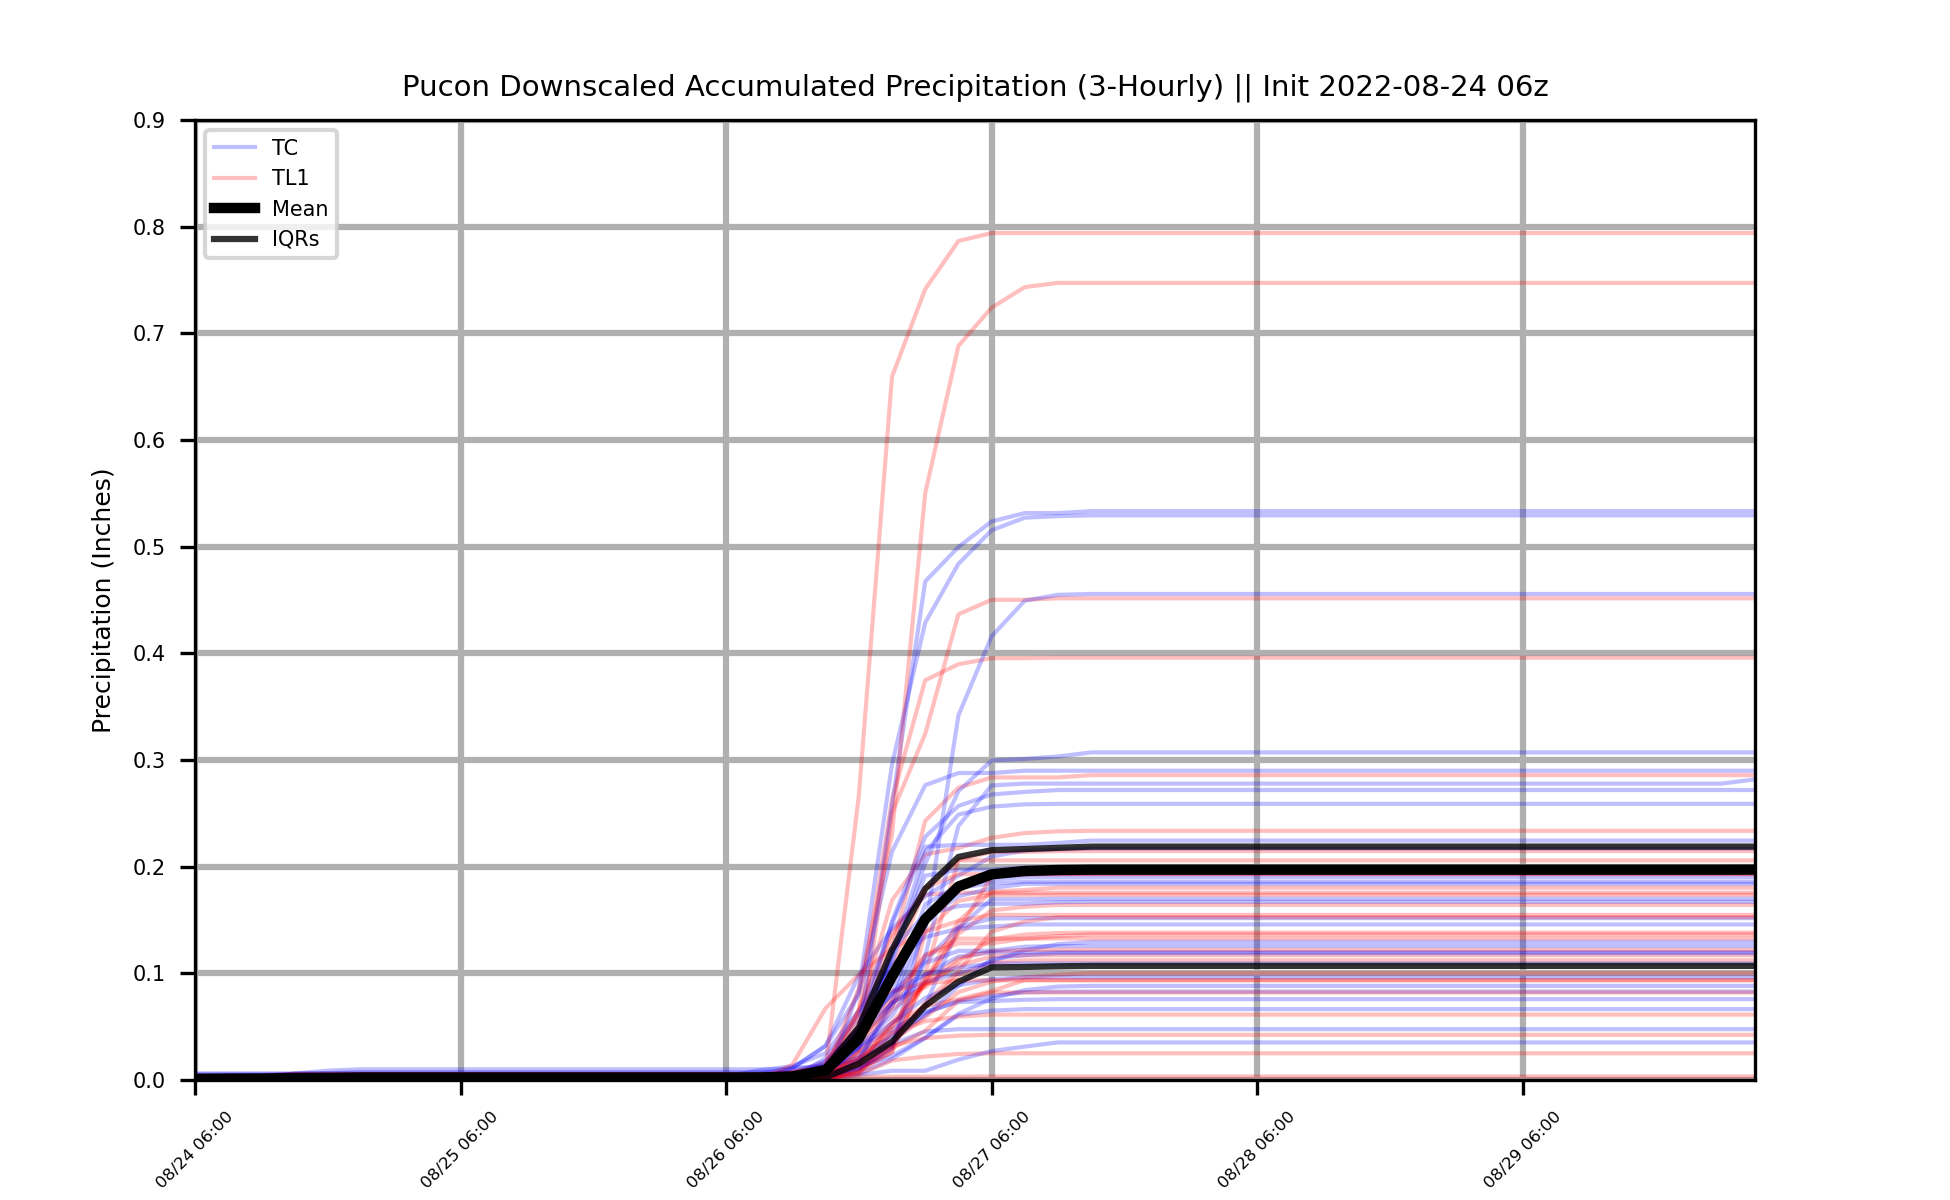 Pucon Downscaled Accumulated Precipitation (3-Hourly) || Init 2022-08-24 06z
TC
TL1
Mean
IQRs
Precipitation (Inches)
0.9
0.8
0.7
0.6
0.5
0.4
0.3
0.2
0.1
0.0
08/24 06:00
08/25 06:00
08/26 06:00
08/27 06:00
08/28 06:00
08/29 06:00